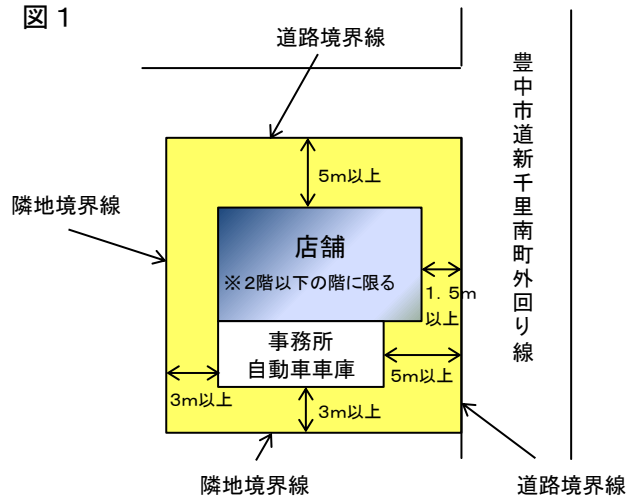 図1
道路境界線
豊中市道新千里南町外回り線
5m以上
隣地境界線
店舗
※2階以下の階に限る
1.5m
以上
事務所
自動車車庫
5m以上
3m以上
3m以上
隣地境界線
道路境界線